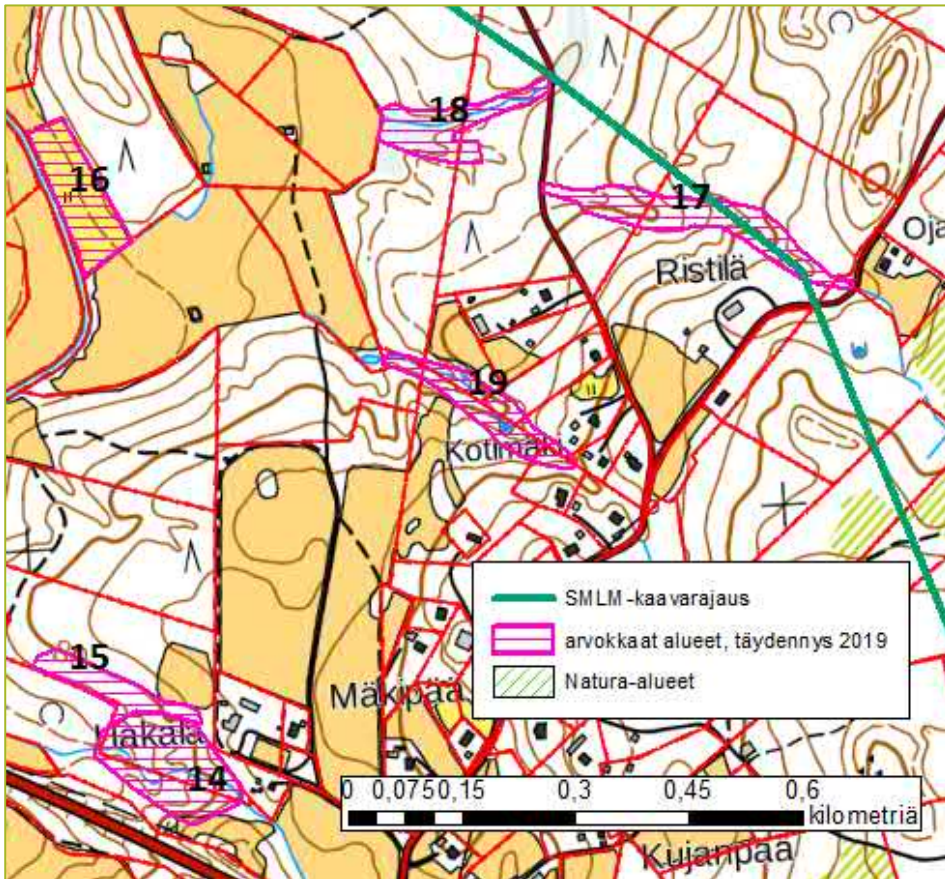 18
16
17
Oja
Ristilä
19
Kotimäki
SMLM-kaavarajaus
arvokkaat alueet, täydennys 2019
Natura-alueet
15
Mäkipää
Hakala
14
0 0,075 0,15 0,3 0,45 0,6
kilometriä
Kujanpää